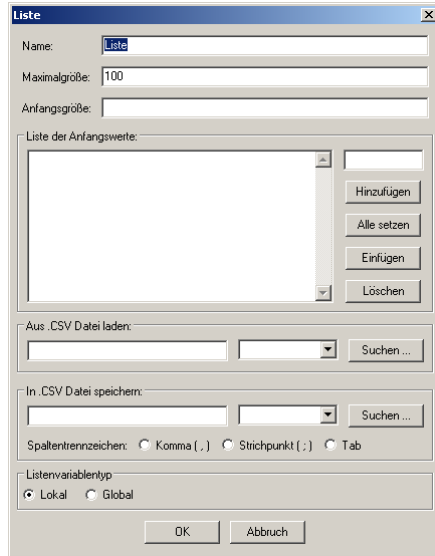 Liste
Name: Liste
Maximalgröße: 100
Anfangsgröße:
Liste der Anfangswerte:
Hinzufügen
Alle setzen
Einfügen
Löschen
Aus .CSV Datei laden:
Suchen ...
In .CSV Datei speichern:
Suchen ...
Spaltentrennzeichen: Komma ( , ) Strichpunkt ( ; ) Tab
Listenvariablentyp
Lokal Global
OK Abbruch